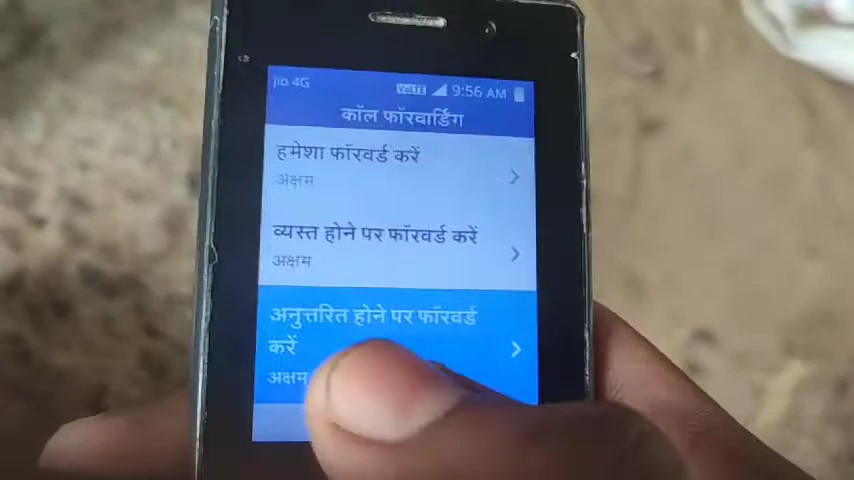 Jio 4G VoLTE 9:56 AM
कॉल फॉरवार्डिंग
हमेशा फॉरवर्ड करें
अक्षम
व्यस्त होने पर फॉरवर्ड करें
अक्षम
अनुत्तरित होने पर फॉरवर्ड
करें
अक्षम